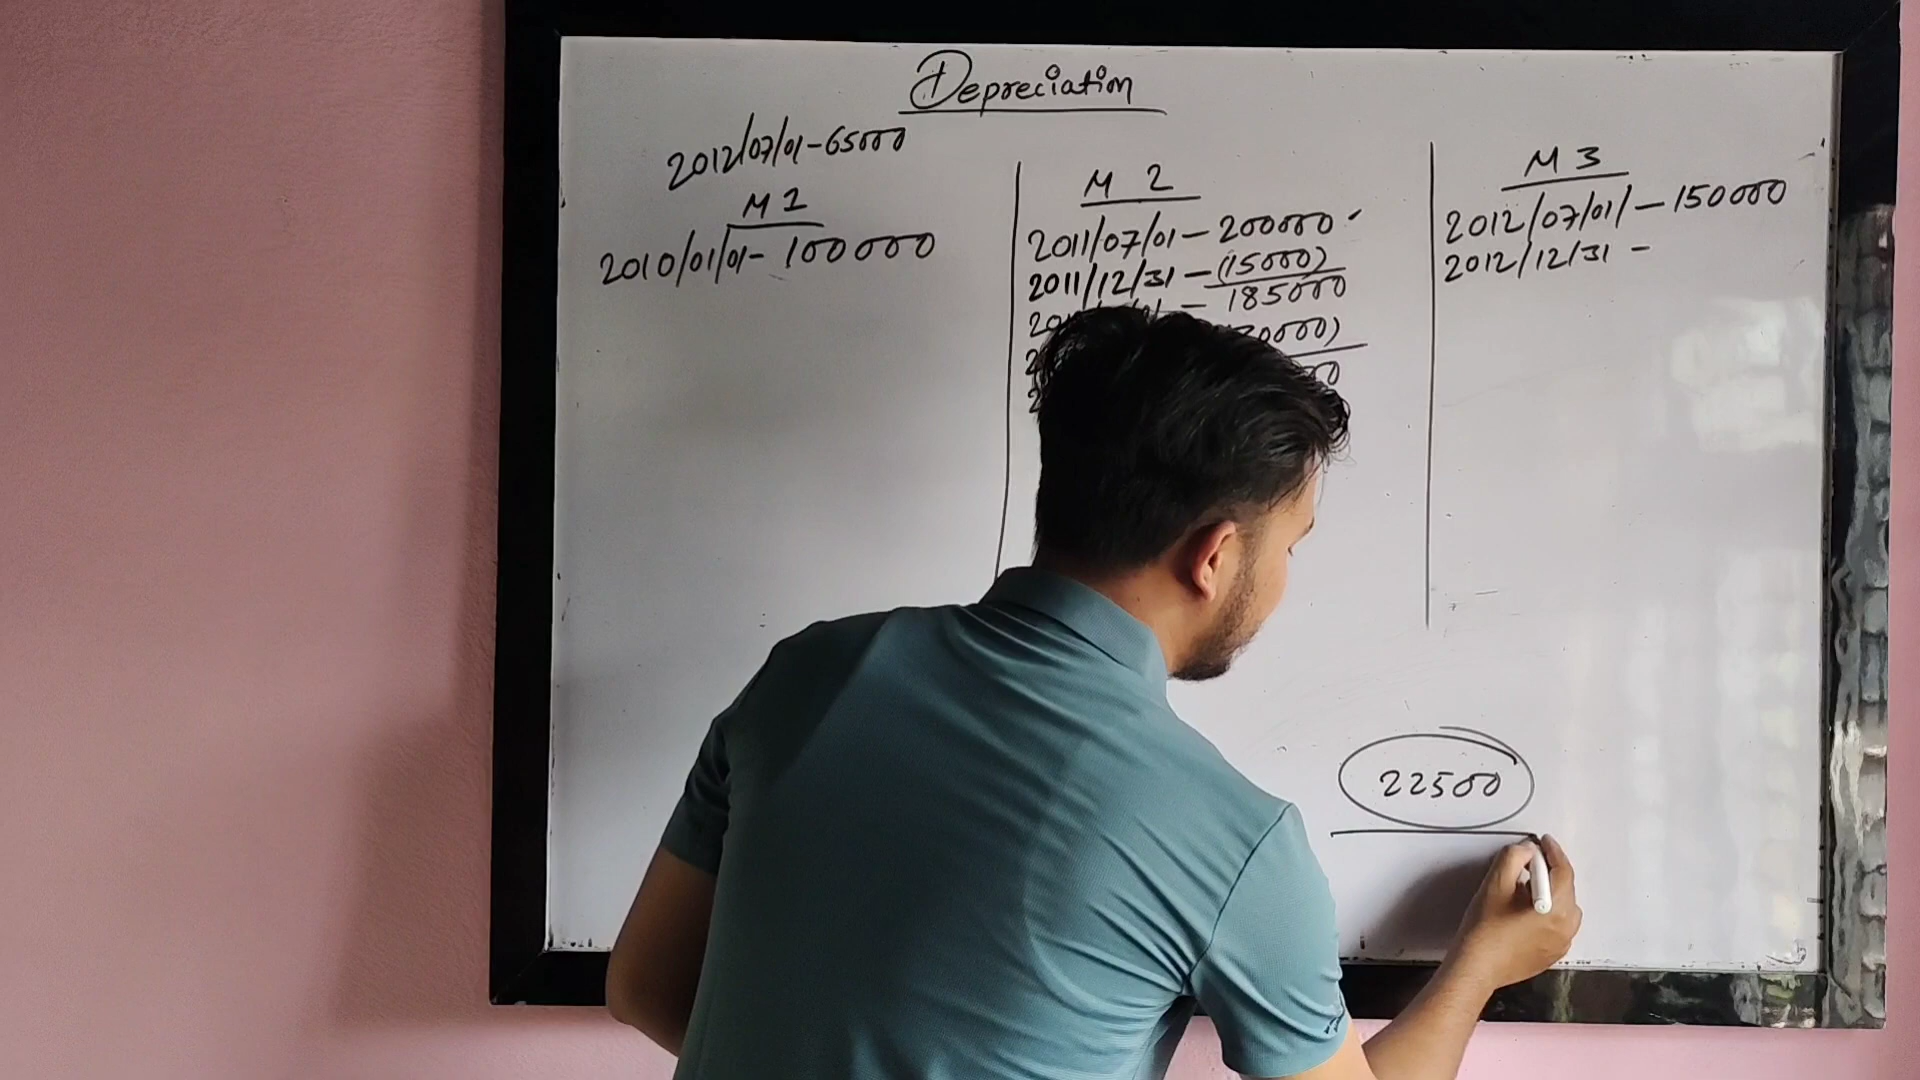 Depreciation
2012/07/01-65000
M 1
2010/01/01- 100000
M 2
2011/07/01 - 200000
2011/12/31 - (15000)
- 185000
M 3
2012/07/01/ - 150000
2012/12/31 -
22500